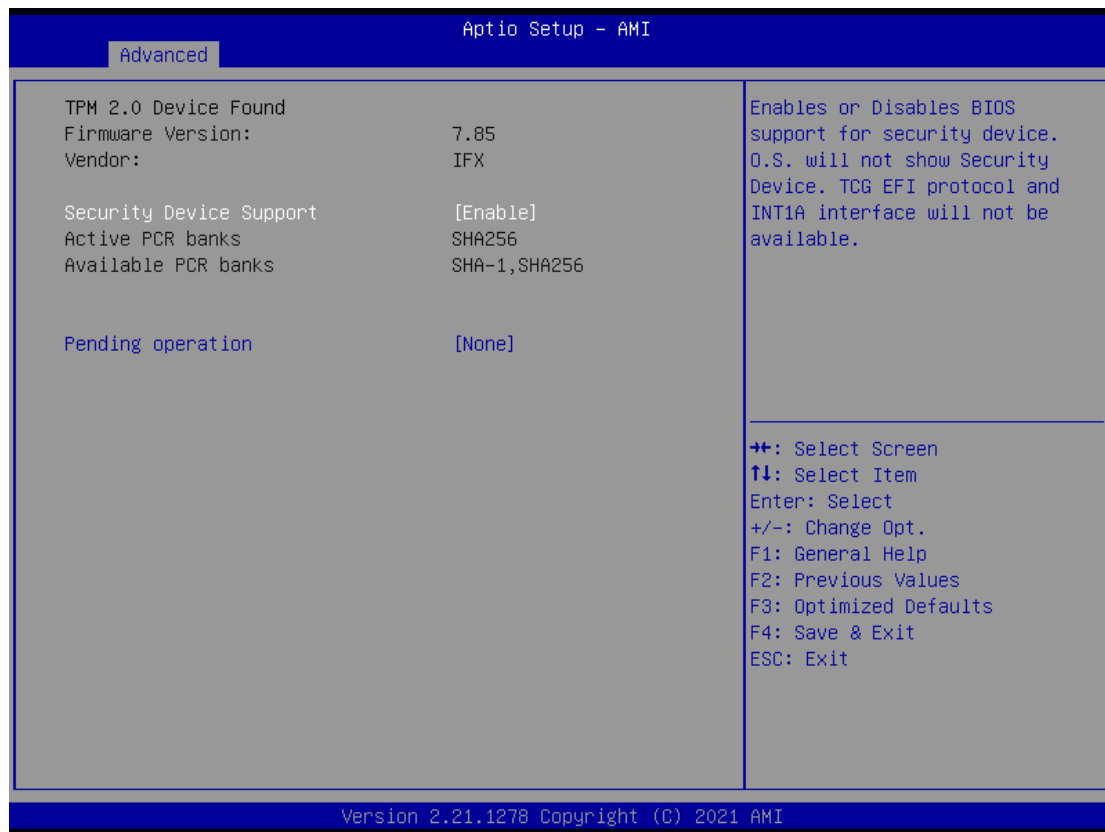 Aptio Setup – AMI
Advanced
TPM 2.0 Device Found
Firmware Version: 7.85
Vendor: IFX
Security Device Support [Enable]
Active PCR banks SHA256
Available PCR banks SHA-1,SHA256
Pending operation [None]
Enables or Disables BIOS
support for security device.
O.S. will not show Security
Device. TCG EFI protocol and
INT1A interface will not be
available.
→←: Select Screen
↑↓: Select Item
Enter: Select
+/-: Change Opt.
F1: General Help
F2: Previous Values
F3: Optimized Defaults
F4: Save & Exit
ESC: Exit
Version 2.21.1278 Copyright (C) 2021 AMI